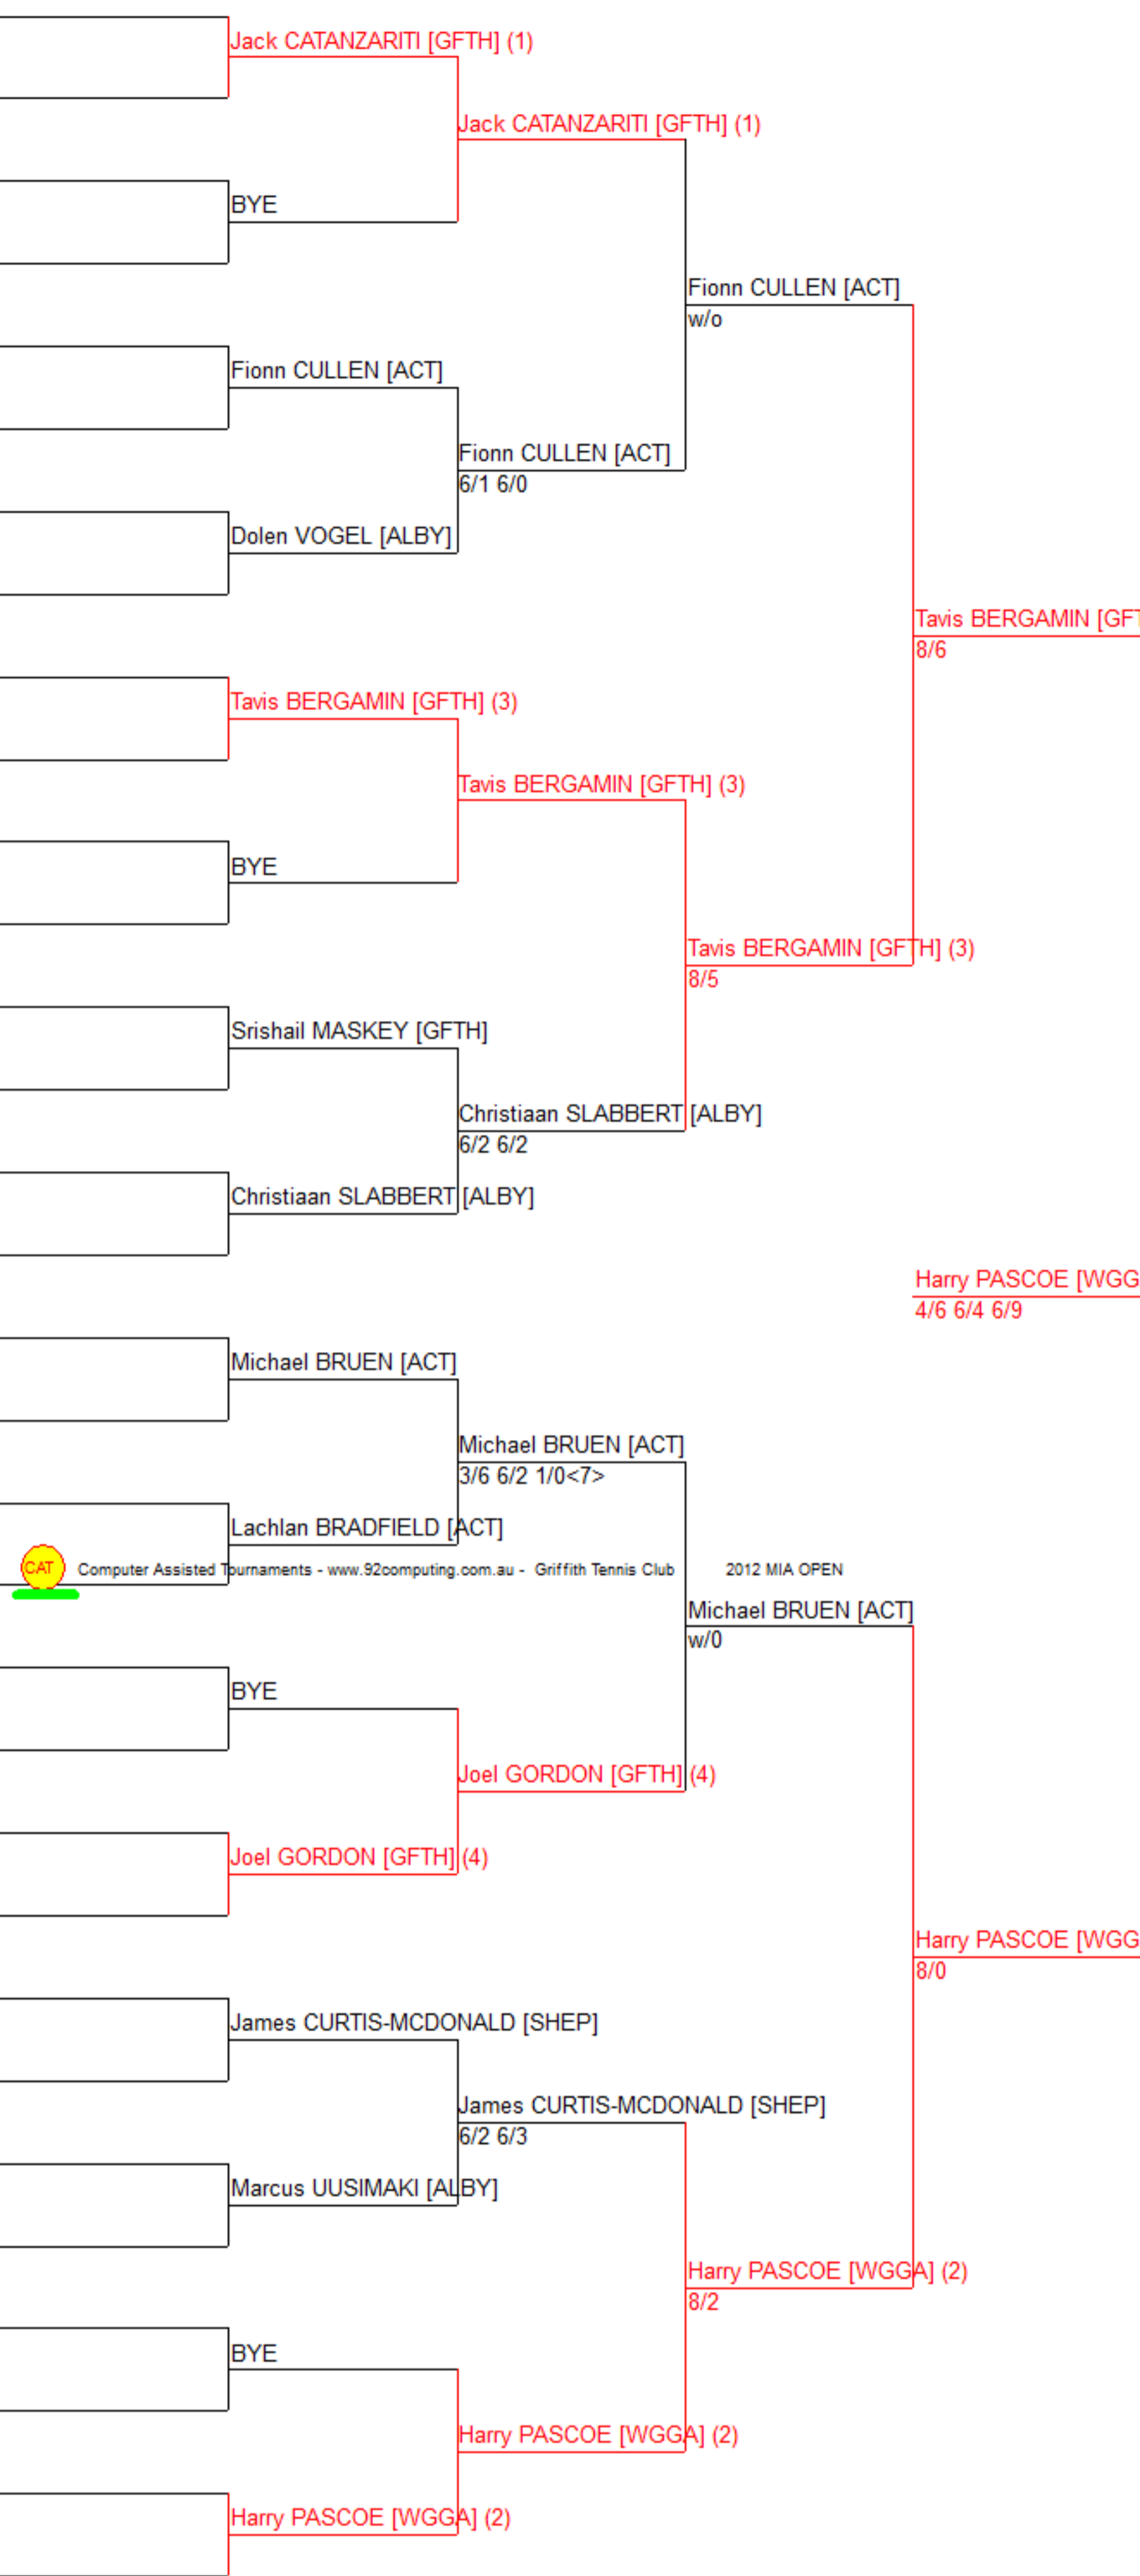 Jack CATANZARITI [GFTH] (1)
Jack CATANZARITI [GFTH] (1)
BYE
Fionn CULLEN [ACT]
w/o
Fionn CULLEN [ACT]
Fionn CULLEN [ACT]
6/1 6/0
Dolen VOGEL [ALBY]
Tavis BERGAMIN [GFT
8/6
Tavis BERGAMIN [GFTH] (3)
Tavis BERGAMIN [GFTH] (3)
BYE
Tavis BERGAMIN [GFTH] (3)
8/5
Srishail MASKEY [GFTH]
Christiaan SLABBERT [ALBY]
6/2 6/2
Christiaan SLABBERT [ALBY]
Harry PASCOE [WGG
4/6 6/4 6/9
Michael BRUEN [ACT]
Michael BRUEN [ACT]
3/6 6/2 1/0<7>
Lachlan BRADFIELD [ACT]
CAT Computer Assisted Tournaments - www.92computing.com.au - Griffith Tennis Club 2012 MIA OPEN
Michael BRUEN [ACT]
w/0
BYE
Joel GORDON [GFTH] (4)
Joel GORDON [GFTH] (4)
Harry PASCOE [WGG
8/0
James CURTIS-MCDONALD [SHEP]
James CURTIS-MCDONALD [SHEP]
6/2 6/3
Marcus UUSIMAKI [ALBY]
Harry PASCOE [WGGA] (2)
8/2
BYE
Harry PASCOE [WGGA] (2)
Harry PASCOE [WGGA] (2)